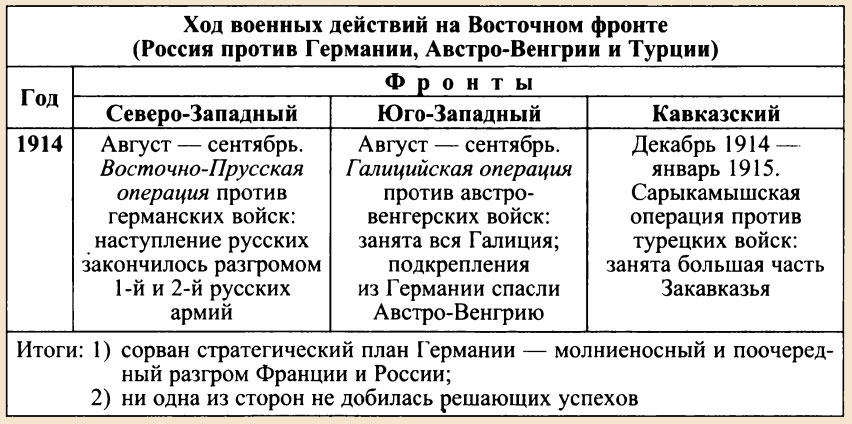 Ход военных действий на Восточном фронте
(Россия против Германии, Австро-Венгрии и Турции)
Год
Фронты
Северо-Западный
Юго-Западный
Кавказский
1914
Август — сентябрь.
Восточно-Прусская
операция против
германских войск:
наступление русских
закончилось разгромом
1-й и 2-й русских
армий
Август — сентябрь.
Галицийская операция
против австро-
венгерских войск:
занята вся Галиция;
подкрепления
из Германии спасли
Австро-Венгрию
Декабрь 1914 —
январь 1915.
Сарыкамышская
операция против
турецких войск:
занята большая часть
Закавказья
Итоги: 1) сорван стратегический план Германии — молниеносный и поочеред-
ный разгром Франции и России;
2) ни одна из сторон не добилась решающих успехов